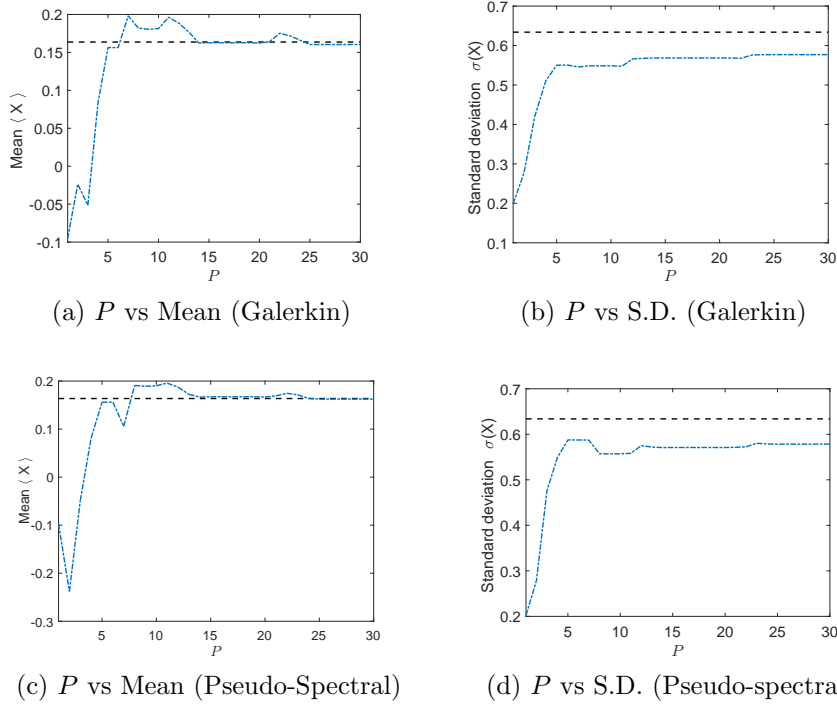 0.2
0.15
0.1
0.05
0
-0.05
-0.1
Mean ⟨ X ⟩
5 10 15 20 25 30
P
(a) P vs Mean (Galerkin)
0.7
0.6
0.5
0.4
0.3
0.2
0.1
Standard deviation σ(X)
5 10 15 20 25 30
P
(b) P vs S.D. (Galerkin)
0.2
0.1
0
-0.1
-0.2
-0.3
Mean ⟨ X ⟩
5 10 15 20 25 30
P
(c) P vs Mean (Pseudo-Spectral)
0.7
0.6
0.5
0.4
0.3
0.2
Standard deviation σ(X)
5 10 15 20 25 30
P
(d) P vs S.D. (Pseudo-spectra